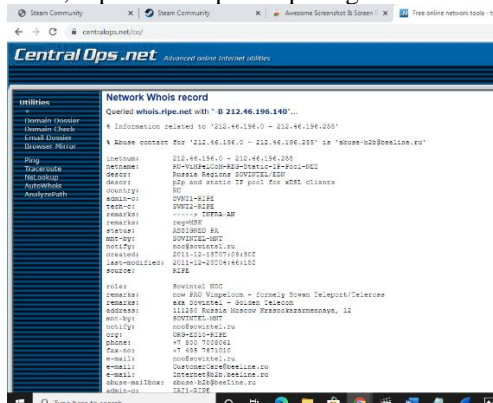 Steam Community
Steam Community
Awesome Screenshot & Screen
Free online network tools - t
centralops.net/co/
Central Ops .net Advanced online Internet utilities
Utilities
Domain Dossier
Domain Check
Email Dossier
Browser Mirror
Ping
Traceroute
NsLookup
AutoWhois
AnalyzePath
Network Whois record
Queried whois.ripe.net with "-B 212.46.196.140"...
% Information related to '212.46.196.0 - 212.46.196.255'
% Abuse contact for '212.46.196.0 - 212.46.196.255' is 'abuse-b2b@beeline.ru'
inetnum: 212.46.196.0 - 212.46.196.255
netname: RU-VIMPELCOM-REG-Static-IP-Pool-NET
descr: Russia Regions SOVINTEL/EDN
descr: p2p and static IP pool for xDSL clients
country: RU
admin-c: SVNT1-RIPE
tech-c: SVNT2-RIPE
remarks: -----> INFRA-AW
remarks: reg=MSK
status: ASSIGNED PA
mnt-by: SOVINTEL-MNT
notify: noc@sovintel.ru
created: 2011-12-15T07:09:50Z
last-modified: 2011-12-23T04:46:15Z
source: RIPE
role: Sovintel NOC
remarks: now PAO Vimpelcom - formely Sovam Teleport/Teleross
remarks: aka Sovintel - Golden Telecom
address: 111250 Russia Moscow Krasnokazarmennaya, 12
mnt-by: SOVINTEL-MNT
notify: noc@sovintel.ru
org: ORG-ES15-RIPE
phone: +7 800 7008061
fax-no: +7 495 7871010
e-mail: noc@sovintel.ru
e-mail: CustomerCare@beeline.ru
e-mail: Internet@b2b.beeline.ru
abuse-mailbox: abuse-b2b@beeline.ru
admin-c: IAT1-RIPE
Type here to search